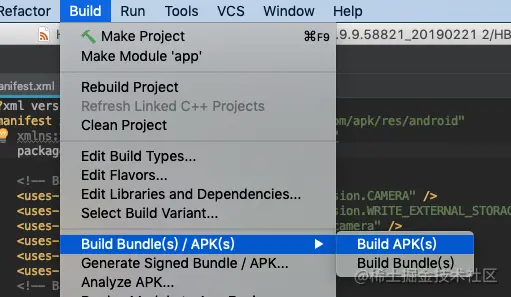 Refactor Build Run Tools VCS Window Help
Make Project ⌘F9
.9.9.58821_20190221 2/HB
Make Module 'app'
anifest.xml
Rebuild Project
?xml vers
Refresh Linked C++ Projects
manifest
om/apk/res/android"
Clean Project
xmlns:
packag
Edit Build Types...
Edit Flavors...
<!-- B
Edit Libraries and Dependencies...
<uses-
sion.CAMERA" />
Select Build Variant...
<uses-
sion.WRITE_EXTERNAL_STORAG
<uses-
camera" />
Build Bundle(s) / APK(s) ▶ Build APK(s)
<!-- B
Generate Signed Bundle / APK... Build Bundle(s)
<uses-
Analyze APK...
<uses-
@稀土掘金技术社区